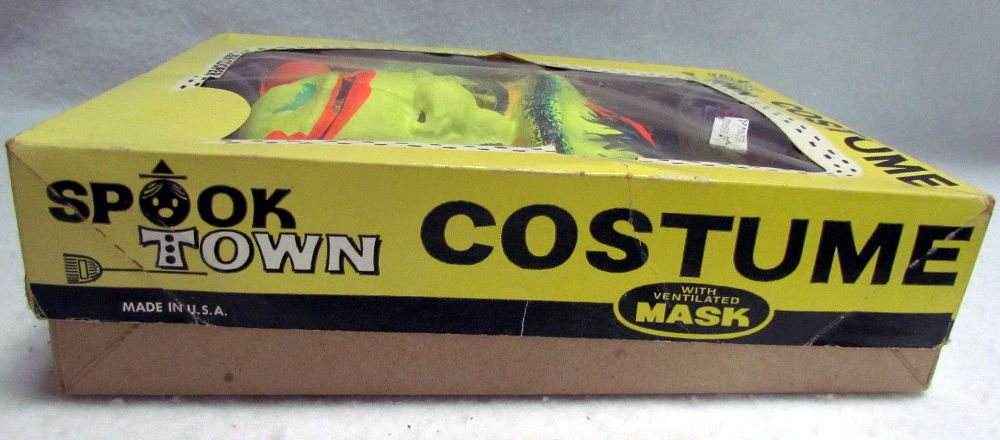 SPOOK
TOWN
COSTUME
COSTUME
WITH
VENTILATED
MASK
MADE IN U.S.A.